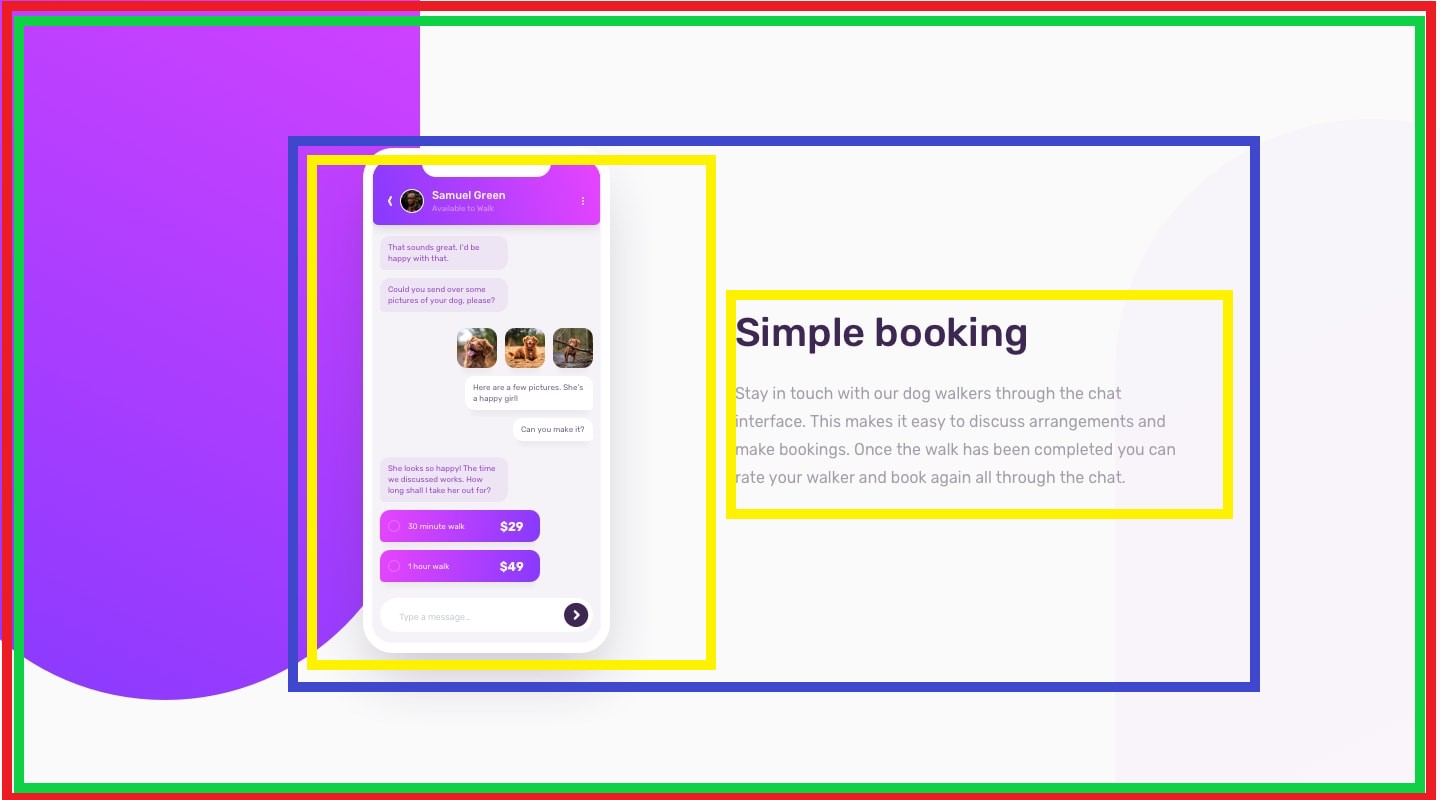 Samuel Green
Available to Walk
That sounds great. I'd be
happy with that.
Could you send over some
pictures of your dog, please?
Here are a few pictures. She's
a happy girl!
Can you make it?
She looks so happy! The time
we discussed works. How
long shall I take her out for?
30 minute walk $29
1 hour walk $49
Type a message...
Simple booking
Stay in touch with our dog walkers through the chat
interface. This makes it easy to discuss arrangements and
make bookings. Once the walk has been completed you can
rate your walker and book again all through the chat.